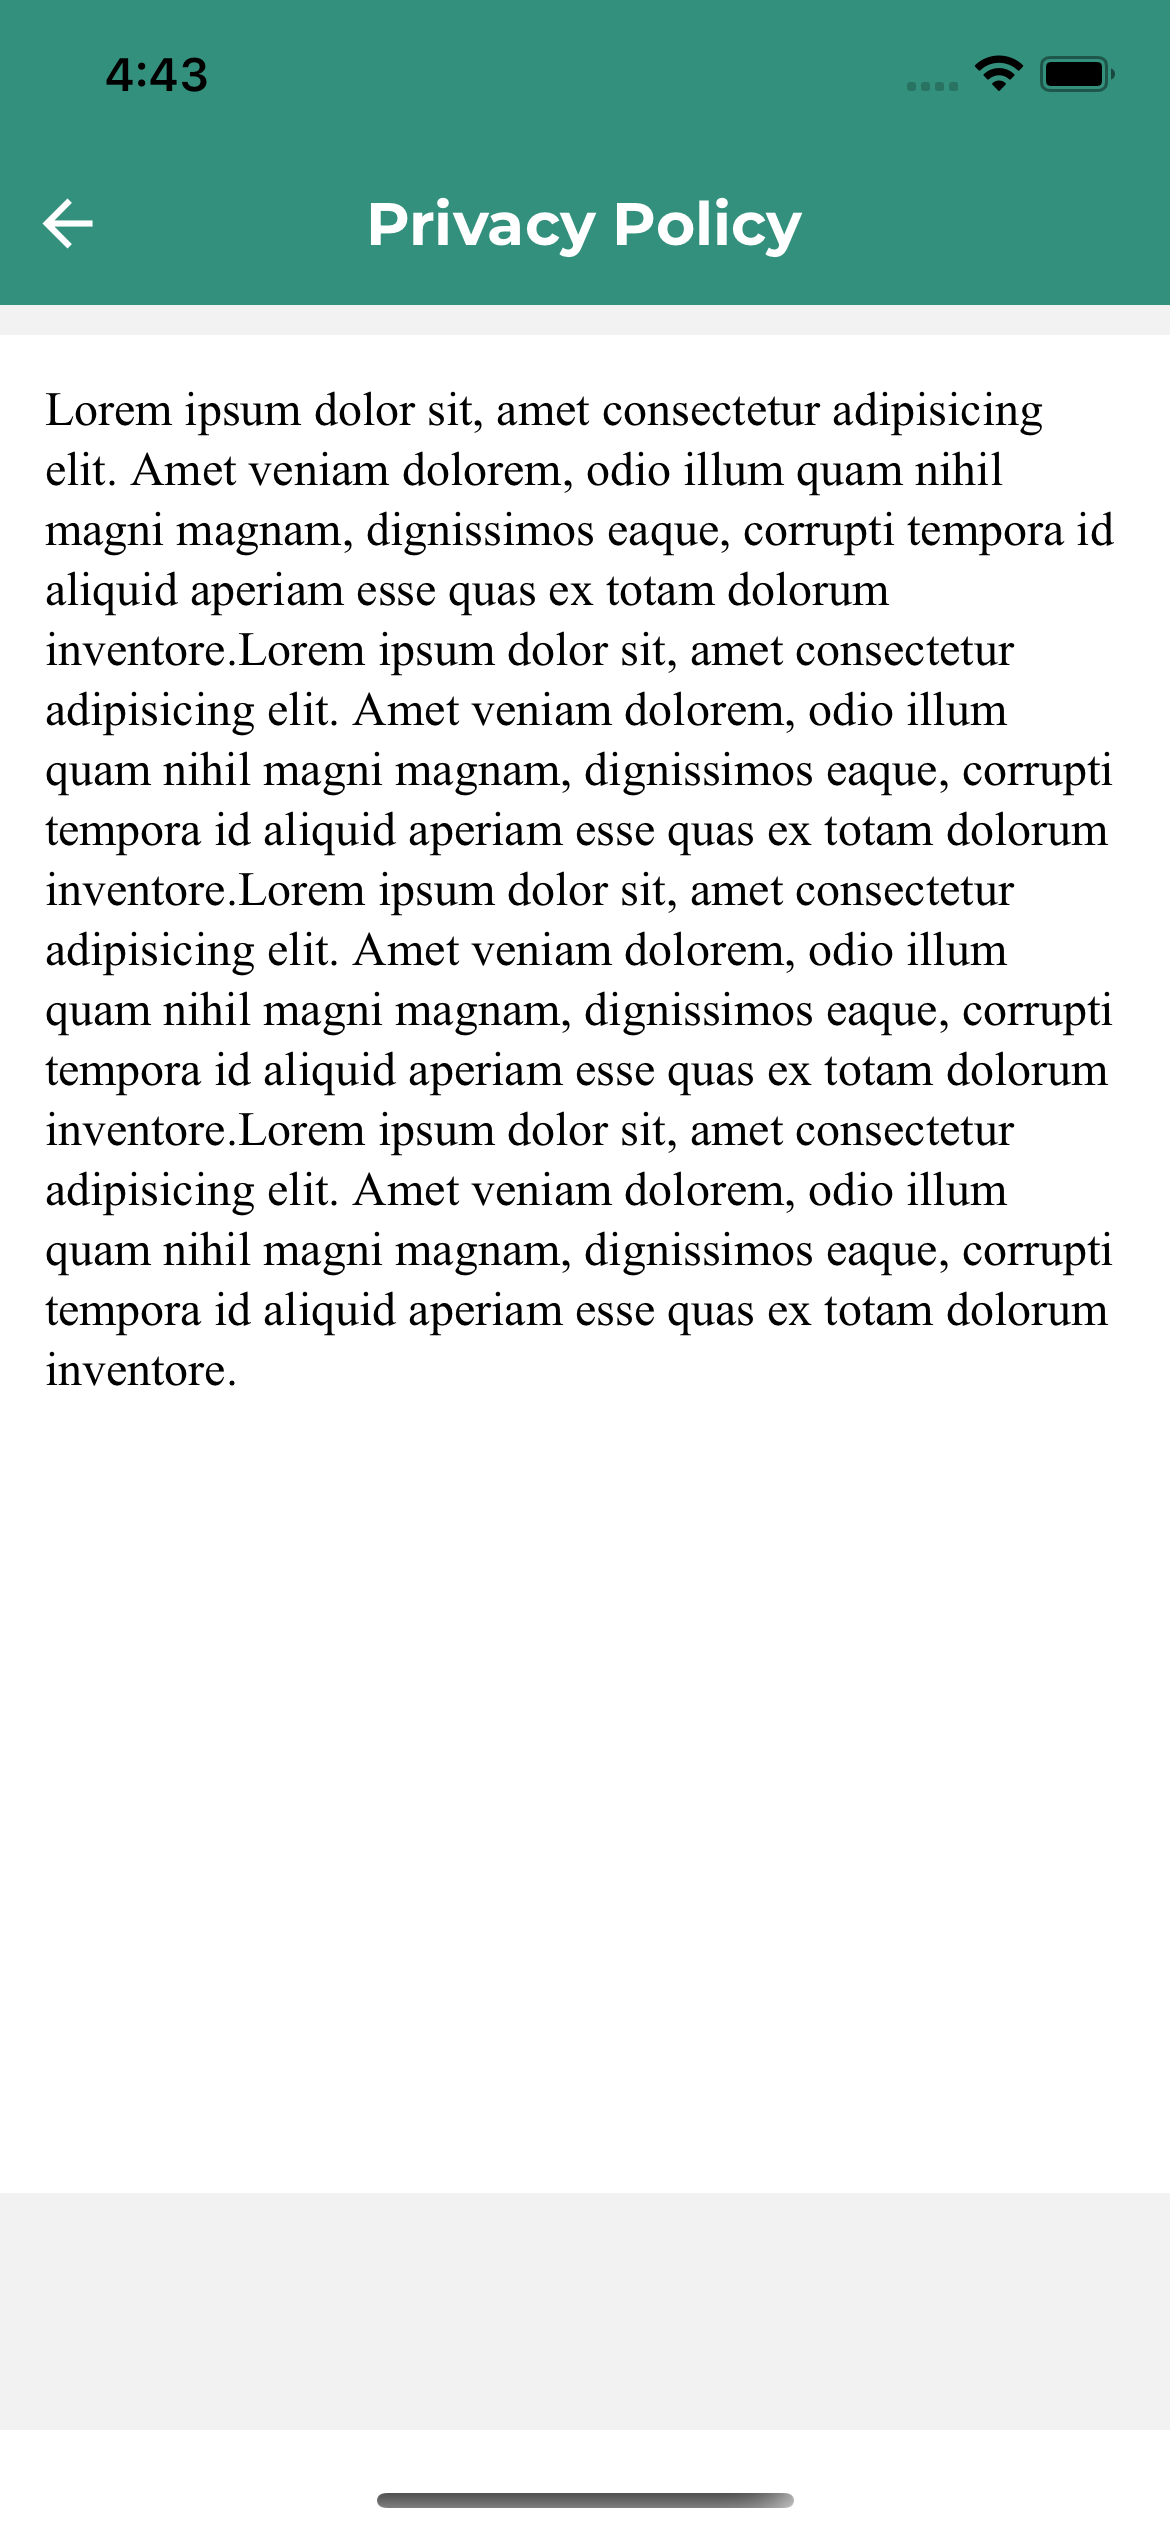 4:43
Privacy Policy
Lorem ipsum dolor sit, amet consectetur adipisicing
elit. Amet veniam dolorem, odio illum quam nihil
magni magnam, dignissimos eaque, corrupti tempora id
aliquid aperiam esse quas ex totam dolorum
inventore.Lorem ipsum dolor sit, amet consectetur
adipisicing elit. Amet veniam dolorem, odio illum
quam nihil magni magnam, dignissimos eaque, corrupti
tempora id aliquid aperiam esse quas ex totam dolorum
inventore.Lorem ipsum dolor sit, amet consectetur
adipisicing elit. Amet veniam dolorem, odio illum
quam nihil magni magnam, dignissimos eaque, corrupti
tempora id aliquid aperiam esse quas ex totam dolorum
inventore.Lorem ipsum dolor sit, amet consectetur
adipisicing elit. Amet veniam dolorem, odio illum
quam nihil magni magnam, dignissimos eaque, corrupti
tempora id aliquid aperiam esse quas ex totam dolorum
inventore.